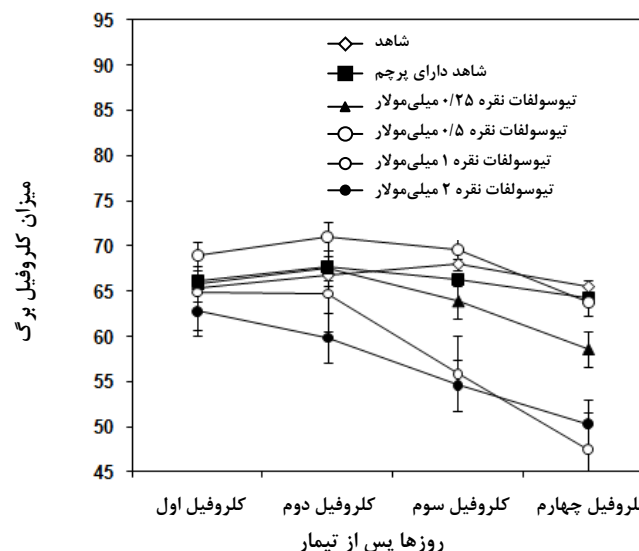 95
90
85
80
75
70
65
60
55
50
45
میزان کلروفیل برگ
شاهد
شاهد دارای پرچم
تیوسولفات نقره ۰/۲۵ میلی‌مولار
تیوسولفات نقره ۰/۵ میلی‌مولار
تیوسولفات نقره ۱ میلی‌مولار
تیوسولفات نقره ۲ میلی‌مولار
کلروفیل اول کلروفیل دوم کلروفیل سوم لروفیل چهارم
روزها پس از تیمار